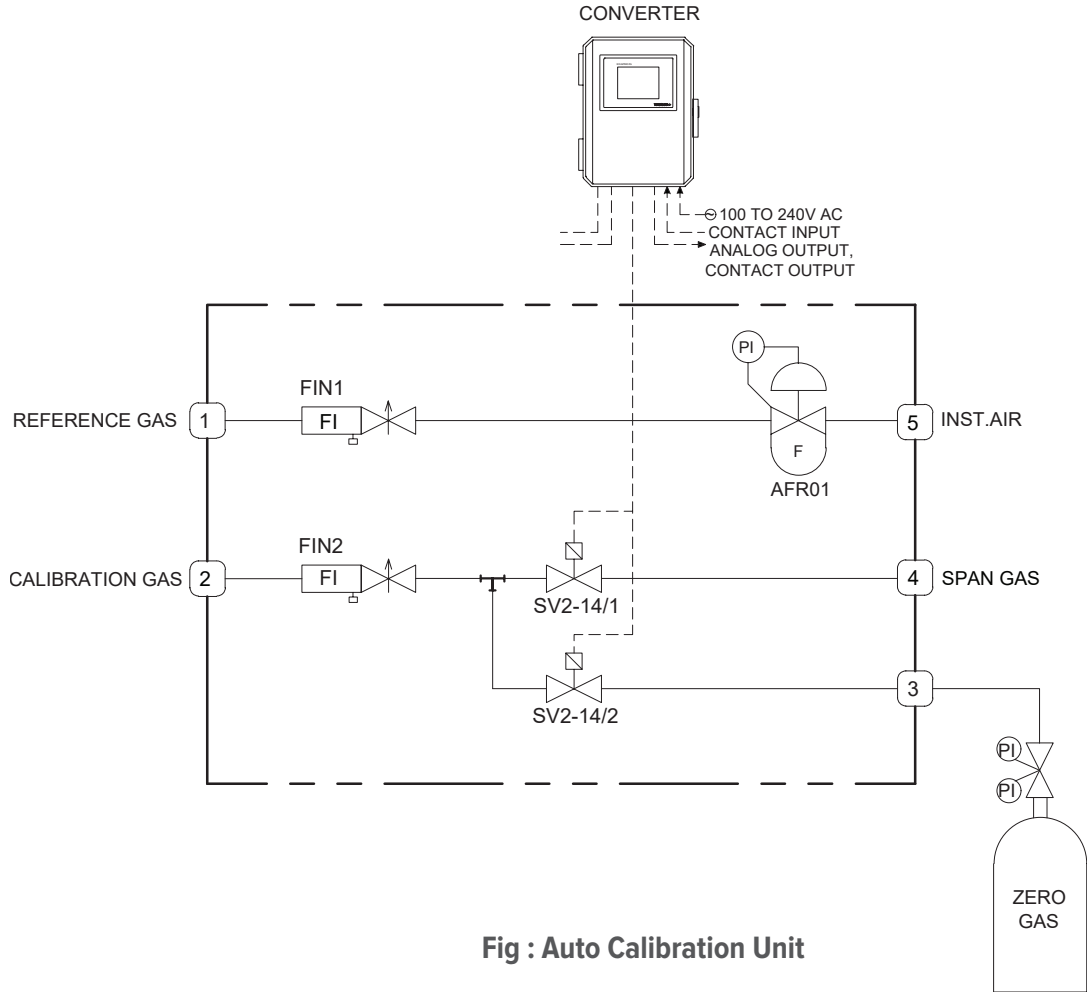 CONVERTER
100 TO 240V AC
CONTACT INPUT
ANALOG OUTPUT,
CONTACT OUTPUT
PI
FIN1
REFERENCE GAS
1
FI
5
INST.AIR
F
AFR01
FIN2
CALIBRATION GAS
2
FI
4
SPAN GAS
SV2-14/1
3
SV2-14/2
PI
PI
ZERO
GAS
Fig : Auto Calibration Unit